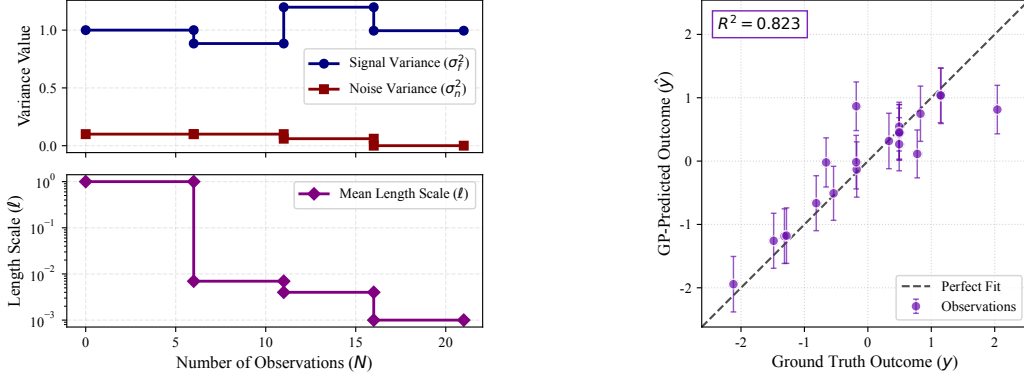 Variance Value
1.0
0.5
0.0
Signal Variance (σ_f^2)
Noise Variance (σ_n^2)
Length Scale (ℓ)
10^0
10^−1
10^−2
10^−3
Mean Length Scale (ℓ)
0 5 10 15 20
Number of Observations (N)
GP-Predicted Outcome (ŷ)
2
1
0
-1
-2
R^2 = 0.823
Perfect Fit
Observations
-2 -1 0 1 2
Ground Truth Outcome (y)